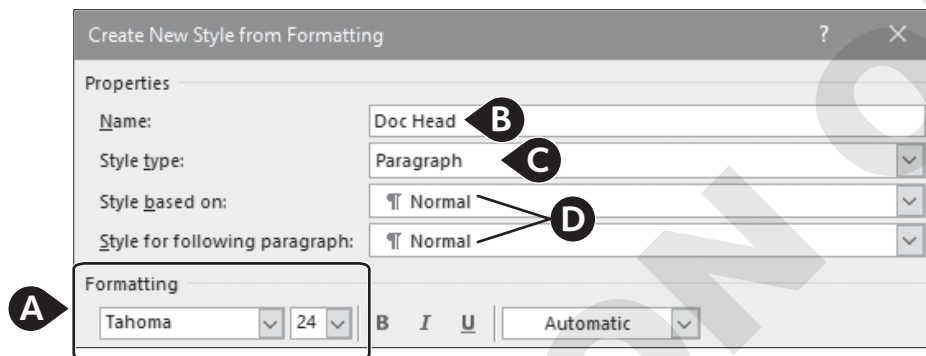 Create New Style from Formatting ? ×
Properties
Name: Doc Head B
Style type: Paragraph C
Style based on: ¶ Normal
D
Style for following paragraph: ¶ Normal
Formatting
A
Tahoma 24 B I U Automatic